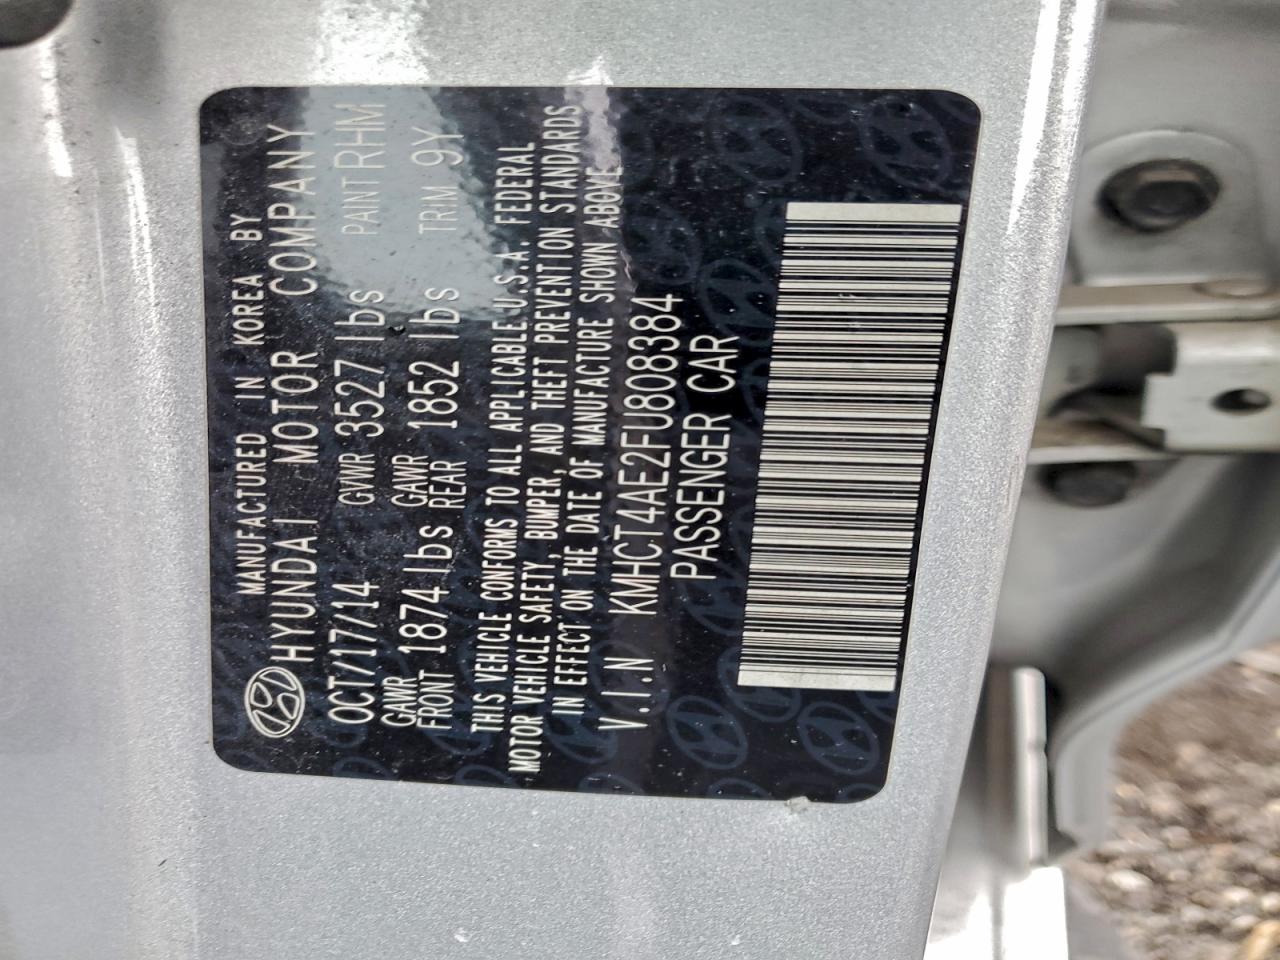 MANUFACTURED IN KOREA BY
HYUNDAI MOTOR COMPANY
OCT/17/14 GVWR 3527 lbs PAINT RHM
GAWR FRONT 1874 lbs GAWR REAR 1852 lbs TRIM 9Y
THIS VEHICLE CONFORMS TO ALL APPLICABLE U.S.A. FEDERAL
MOTOR VEHICLE SAFETY, BUMPER, AND THEFT PREVENTION STANDARDS
IN EFFECT ON THE DATE OF MANUFACTURE SHOWN ABOVE
V.I.N KMHCT4AE2FU808384
PASSENGER CAR